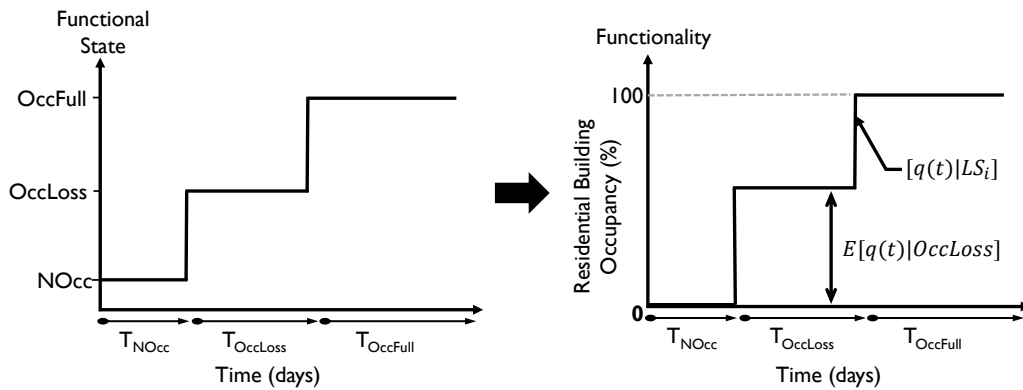 Functional
State
OccFull
OccLoss
NOcc
T_NOcc
T_OccLoss
T_OccFull
Time (days)
Functionality
Residential Building
Occupancy (%)
100
0
[q(t)|LS_i]
E[q(t)|OccLoss]
T_NOcc
T_OccLoss
T_OccFull
Time (days)